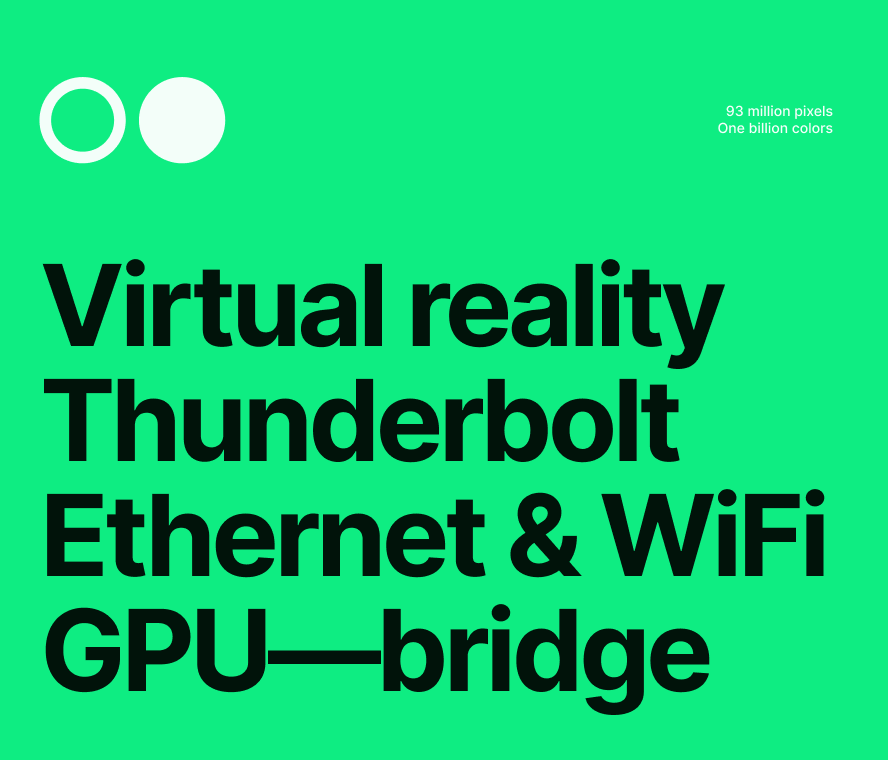 93 million pixels
One billion colors
Virtual reality
Thunderbolt
Ethernet & WiFi
GPU—bridge